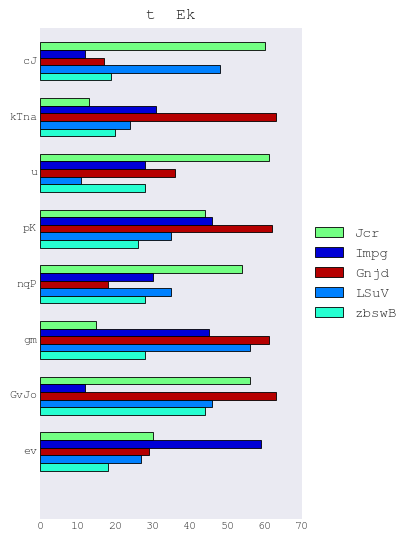 t  Ek
cJ
kTna
u
pK
nqP
gm
GvJo
ev
Jcr
Impg
Gnjd
LSuV
zbswB
0 10 20 30 40 50 60 70